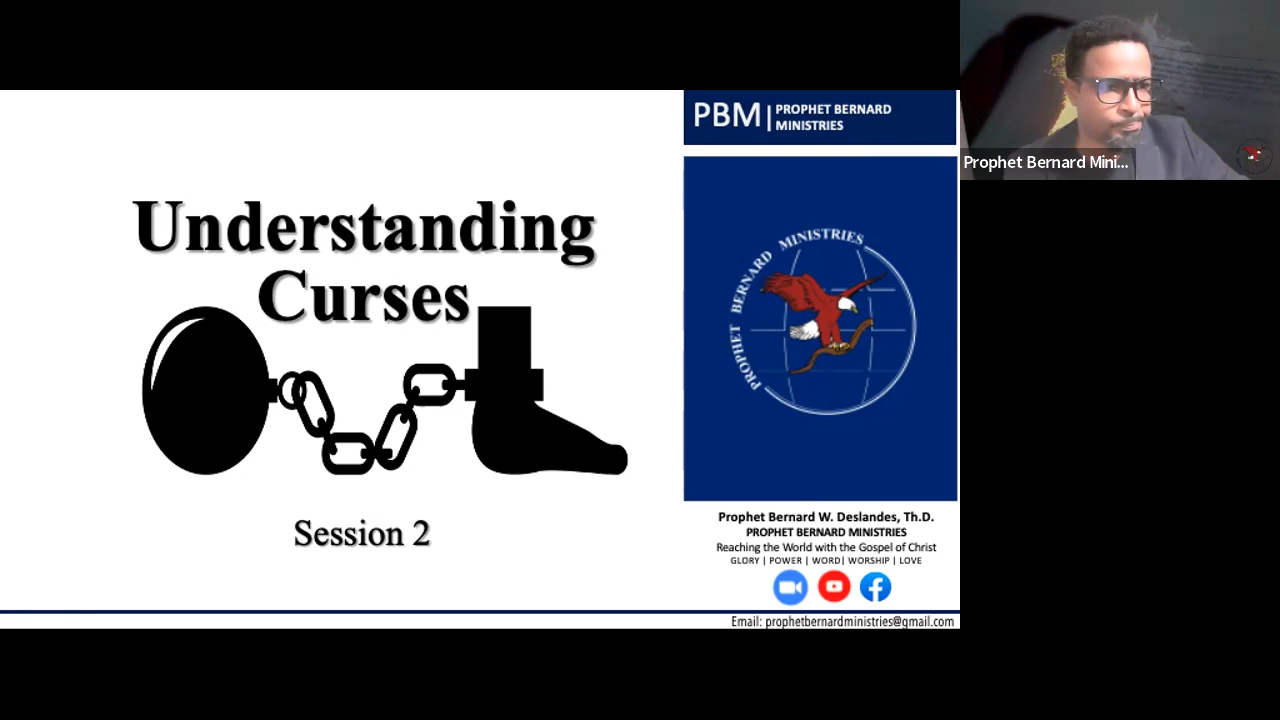 PBM | PROPHET BERNARD
MINISTRIES
Prophet Bernard Mini...
Understanding
Curses
Session 2
PROPHET BERNARD MINISTRIES
Prophet Bernard W. Deslandes, Th.D.
PROPHET BERNARD MINISTRIES
Reaching the World with the Gospel of Christ
GLORY | POWER | WORD| WORSHIP | LOVE
Email: prophetbernardministries@gmail.com